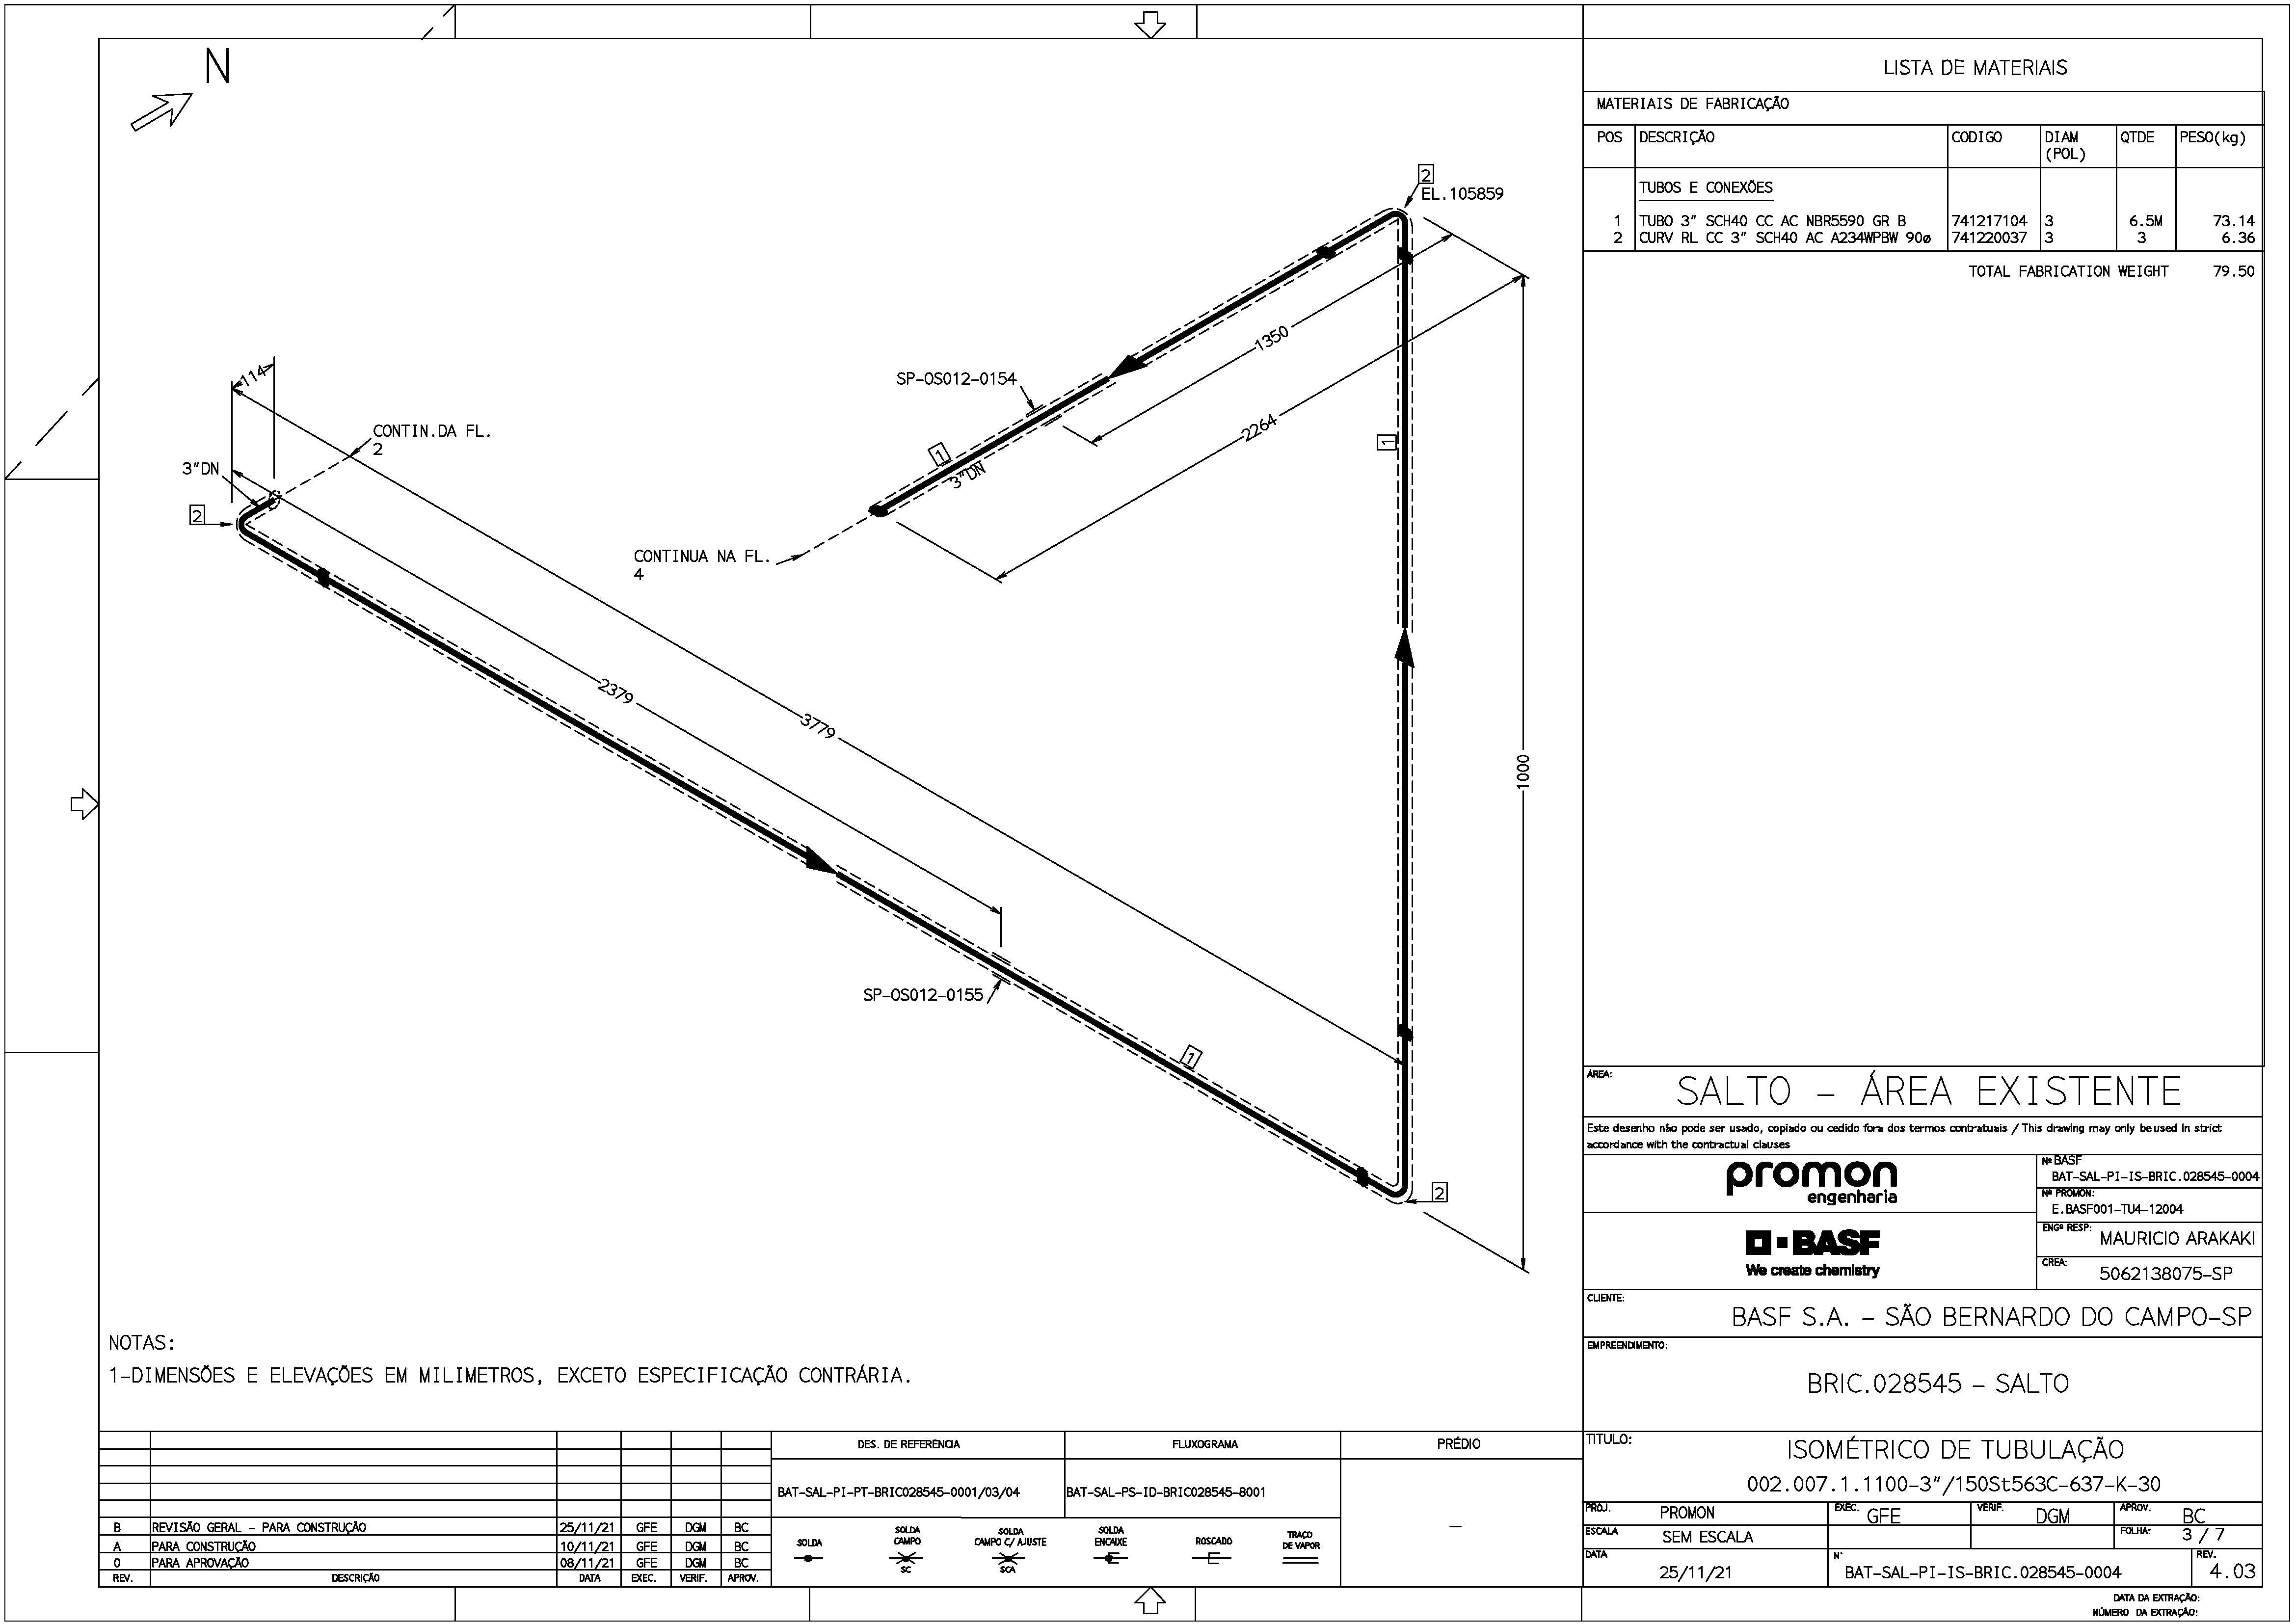 N
2
EL.105859
1350
2264
SP-OS012-0154
1
3"DN
1
CONTINUA NA FL.
4
114
CONTIN.DA FL.
2
3"DN
2
2379
3779
1000
SP-OS012-0155
1
2
NOTAS:
1-DIMENSÕES E ELEVAÇÕES EM MILIMETROS, EXCETO ESPECIFICAÇÃO CONTRÁRIA.
LISTA DE MATERIAIS
MATERIAIS DE FABRICAÇÃO
POS DESCRIÇÃO CODIGO DIAM (POL) QTDE PESO(kg)
TUBOS E CONEXÕES
1 TUBO 3" SCH40 CC AC NBR5590 GR B 741217104 3 6.5M 73.14
2 CURV RL CC 3" SCH40 AC A234WPBW 90ø 741220037 3 3 6.36
TOTAL FABRICATION WEIGHT 79.50
ÁREA:
SALTO - ÁREA EXISTENTE
Este desenho não pode ser usado, copiado ou cedido fora dos termos contratuais / This drawing may only be used in strict
accordance with the contractual clauses
promon
engenharia
Nº BASF
BAT-SAL-PI-IS-BRIC.028545-0004
Nº PROMON:
E.BASF001-TU4-12004
BASF
We create chemistry
ENGº RESP:
MAURICIO ARAKAKI
CREA:
5062138075-SP
CLIENTE:
BASF S.A. - SÃO BERNARDO DO CAMPO-SP
EMPREENDIMENTO:
BRIC.028545 - SALTO
TITULO:
ISOMÉTRICO DE TUBULAÇÃO
002.007.1.1100-3"/150St563C-637-K-30
PROJ. PROMON EXEC. GFE VERIF. DGM APROV. BC
ESCALA SEM ESCALA FOLHA: 3 / 7
DATA 25/11/21 N° BAT-SAL-PI-IS-BRIC.028545-0004 REV. 4.03
DATA DA EXTRAÇÃO:
NÚMERO DA EXTRAÇÃO:
B REVISÃO GERAL - PARA CONSTRUÇÃO 25/11/21 GFE DGM BC
A PARA CONSTRUÇÃO 10/11/21 GFE DGM BC
0 PARA APROVAÇÃO 08/11/21 GFE DGM BC
REV. DESCRIÇÃO DATA EXEC. VERIF. APROV.
DES. DE REFERÊNCIA FLUXOGRAMA PRÉDIO
BAT-SAL-PI-PT-BRIC028545-0001/03/04 BAT-SAL-PS-ID-BRIC028545-8001 -
SOLDA
SOLDA CAMPO
SC
SOLDA CAMPO C/ AJUSTE
SCA
SOLDA ENCAIXE
ROSCADO
TRAÇO DE VAPOR